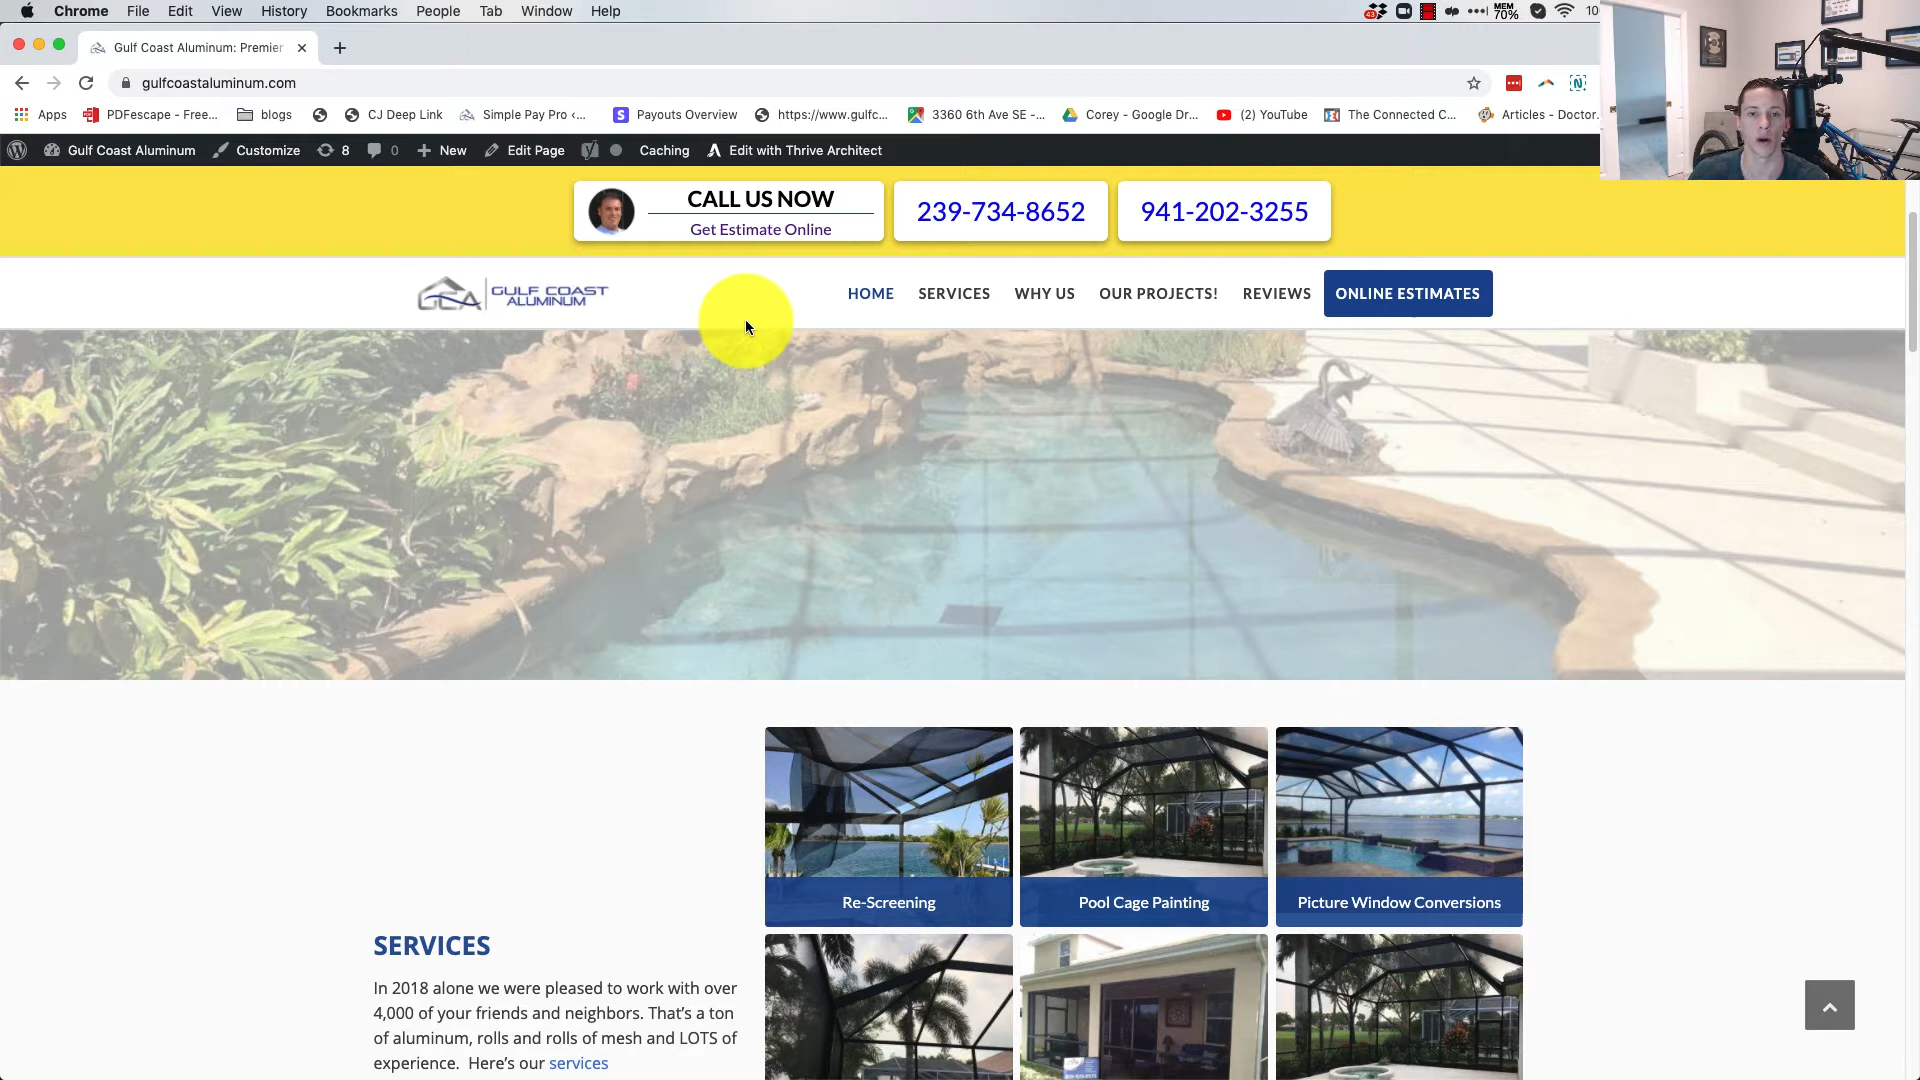 Chrome File Edit View History Bookmarks People Tab Window Help
43 MEM 70% 10
Gulf Coast Aluminum: Premier
gulfcoastaluminum.com
Apps PDFescape - Free... blogs CJ Deep Link Simple Pay Pro ‹... Payouts Overview https://www.gulfc... 3360 6th Ave SE -... Corey - Google Dr... (2) YouTube The Connected C... Articles - Doctor...
Gulf Coast Aluminum Customize 8 0 New Edit Page Caching Edit with Thrive Architect
CALL US NOW
Get Estimate Online
239-734-8652
941-202-3255
GCA GULF COAST
ALUMINUM
HOME SERVICES WHY US OUR PROJECTS! REVIEWS ONLINE ESTIMATES
Re-Screening
Pool Cage Painting
Picture Window Conversions
SERVICES
In 2018 alone we were pleased to work with over
4,000 of your friends and neighbors. That's a ton
of aluminum, rolls and rolls of mesh and LOTS of
experience. Here's our services